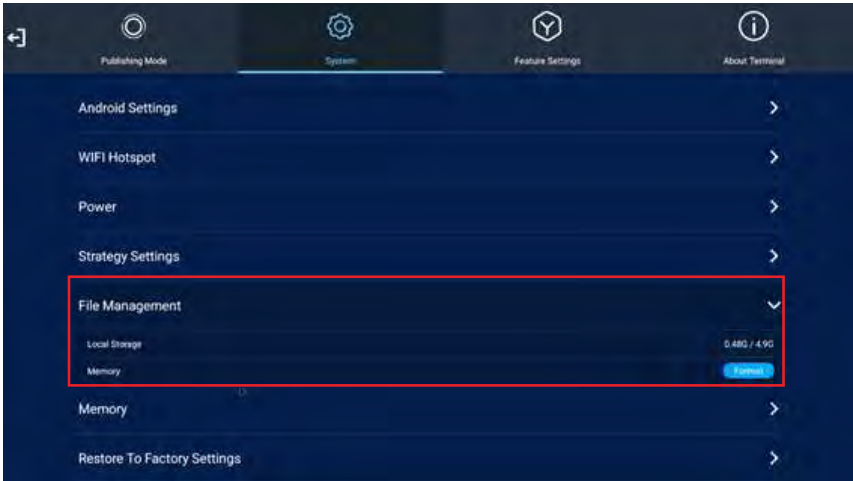 Publishing Mode
System
Feature Settings
About Terminal
Android Settings
WIFI Hotspot
Power
Strategy Settings
File Management
Local Storage
0.48G / 4.9G
Memory
Format
Memory
Restore To Factory Settings